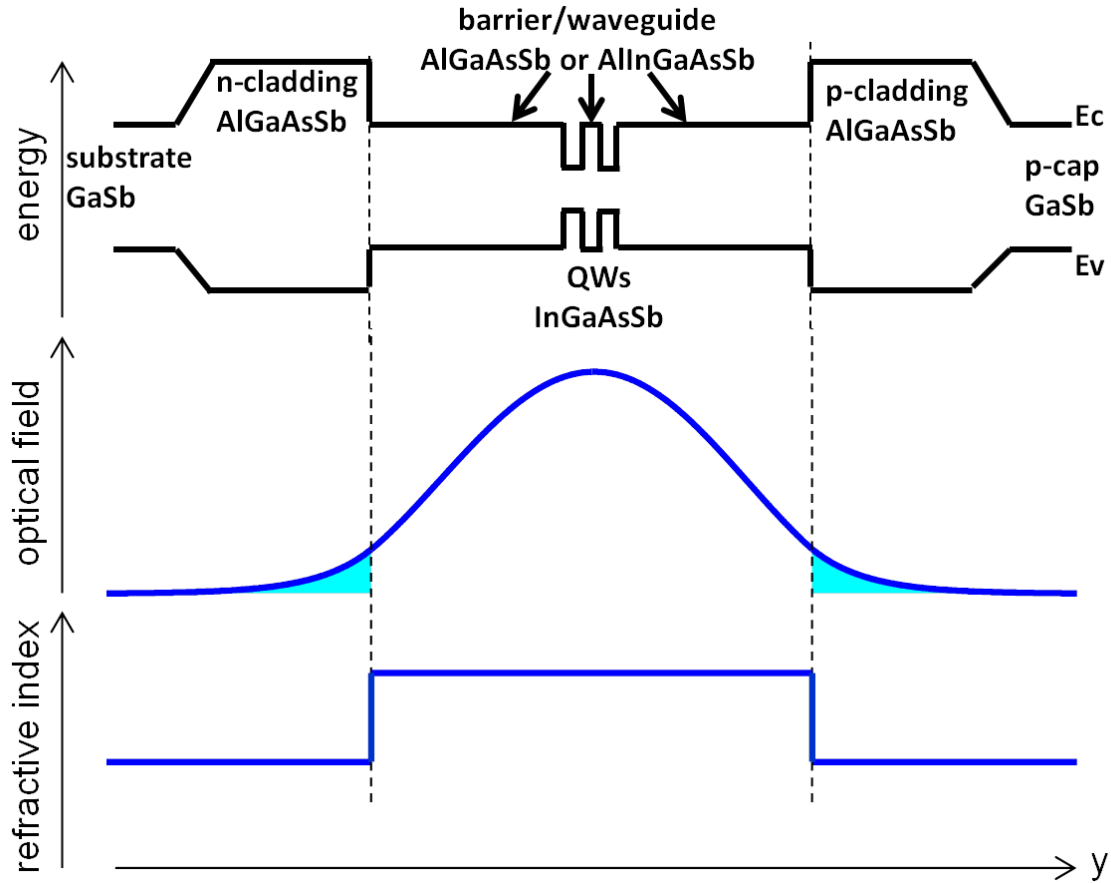 barrier/waveguide
AlGaAsSb or AlInGaAsSb
n-cladding
AlGaAsSb
p-cladding
AlGaAsSb
Ec
substrate
GaSb
p-cap
GaSb
Ev
QWs
InGaAsSb
energy
optical field
refractive index
y